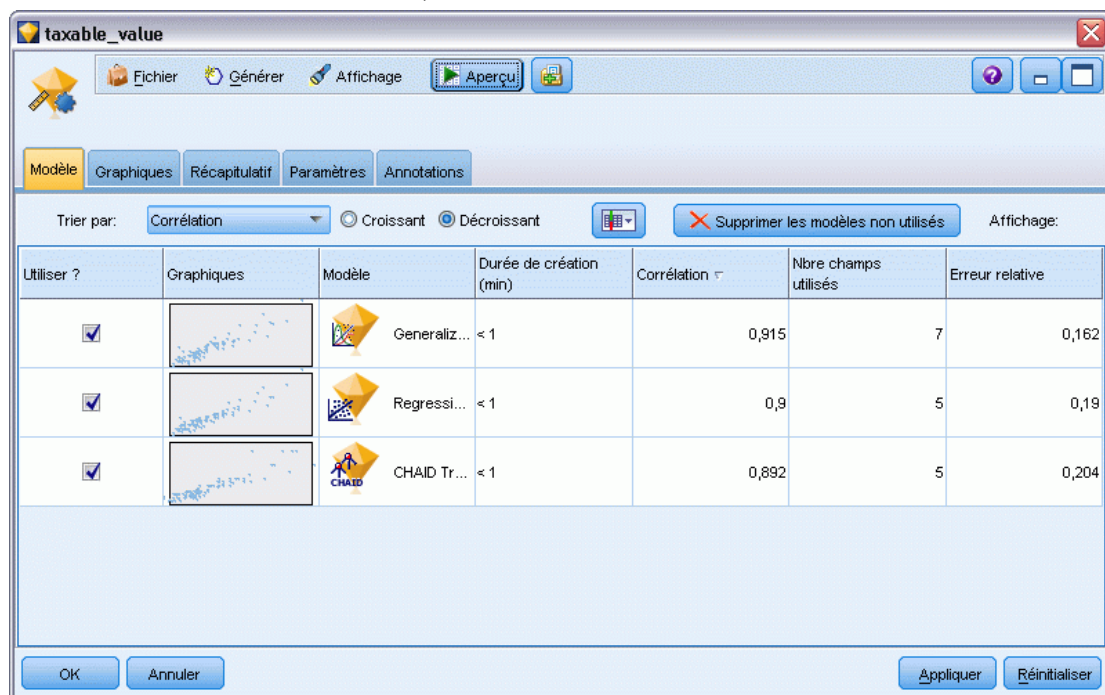 taxable_value
Fichier Générer Affichage Aperçu
Modèle Graphiques Récapitulatif Paramètres Annotations
Trier par: Corrélation Croissant Décroissant Supprimer les modèles non utilisés Affichage:
Utiliser ? Graphiques Modèle Durée de création (min) Corrélation Nbre champs utilisés Erreur relative
Generaliz... < 1 0,915 7 0,162
Regressi... < 1 0,9 5 0,19
CHAID CHAID Tr... < 1 0,892 5 0,204
OK Annuler Appliquer Réinitialiser